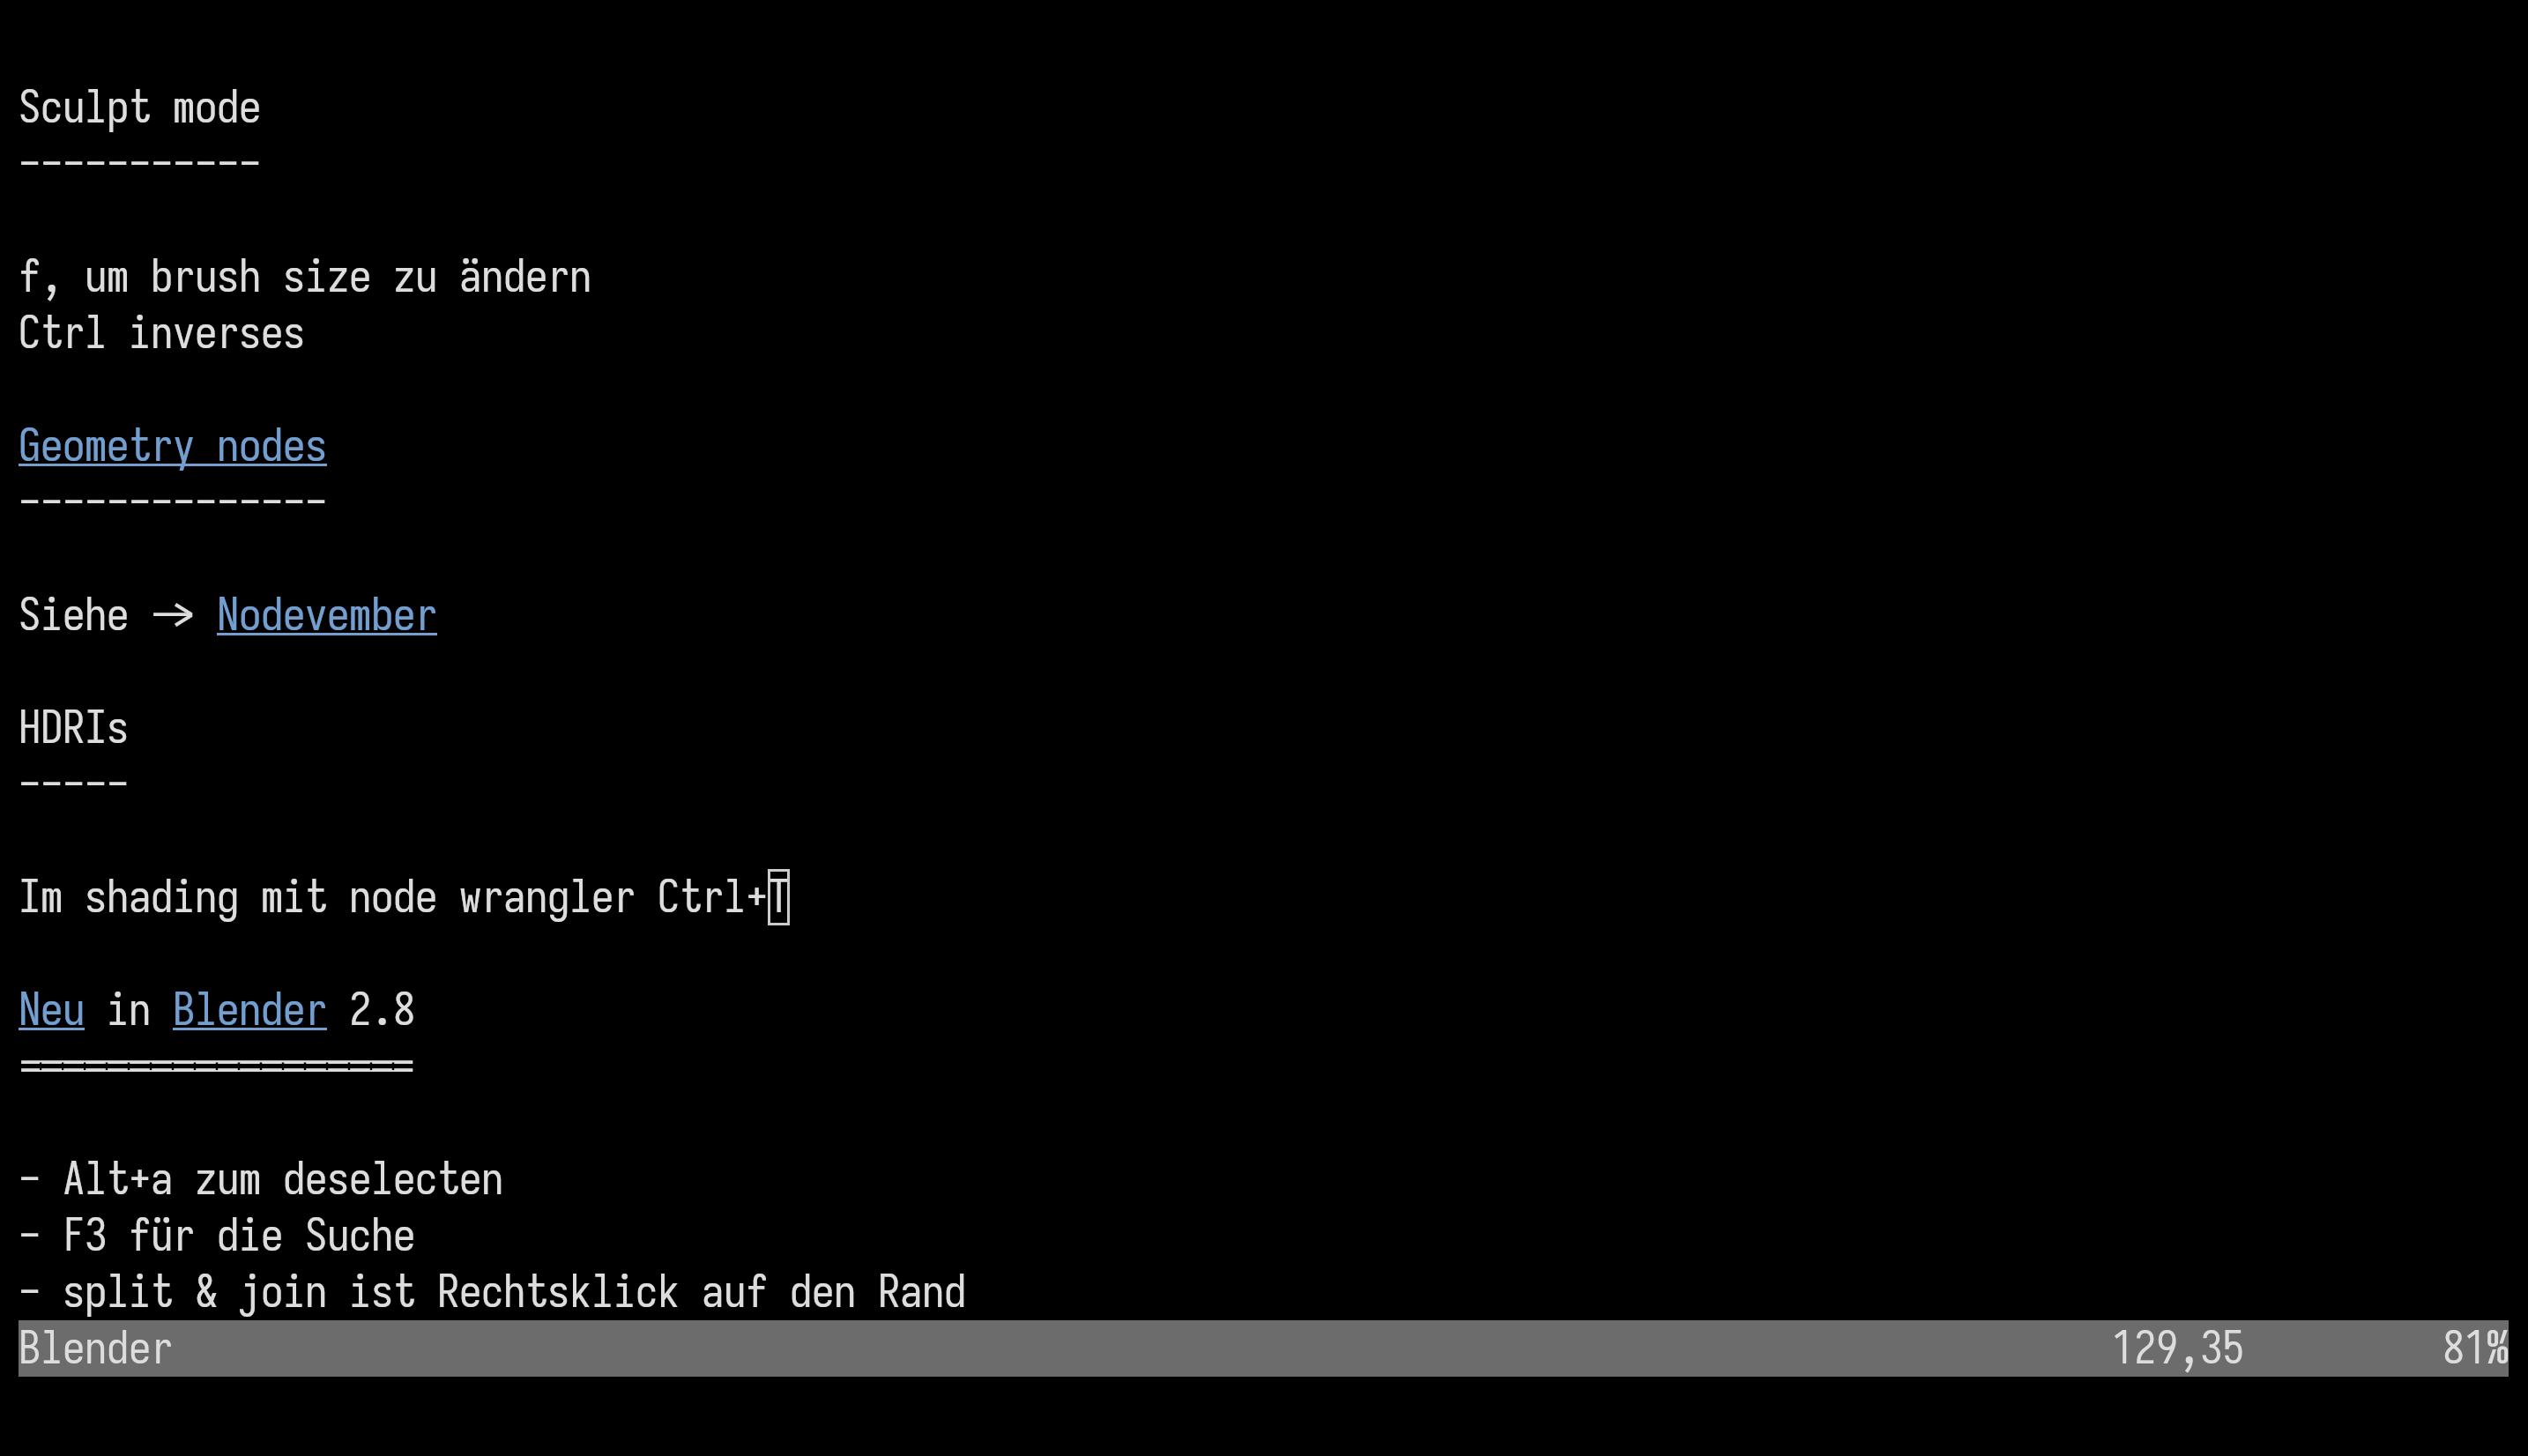 Sculpt mode
-----------
f, um brush size zu ändern
Ctrl inverses
Geometry nodes
--------------
Siehe -> Nodevember
HDRIs
-----
Im shading mit node wrangler Ctrl+T
Neu in Blender 2.8
==================
- Alt+a zum deselecten
- F3 für die Suche
- split & join ist Rechtsklick auf den Rand
Blender 129,35 81%